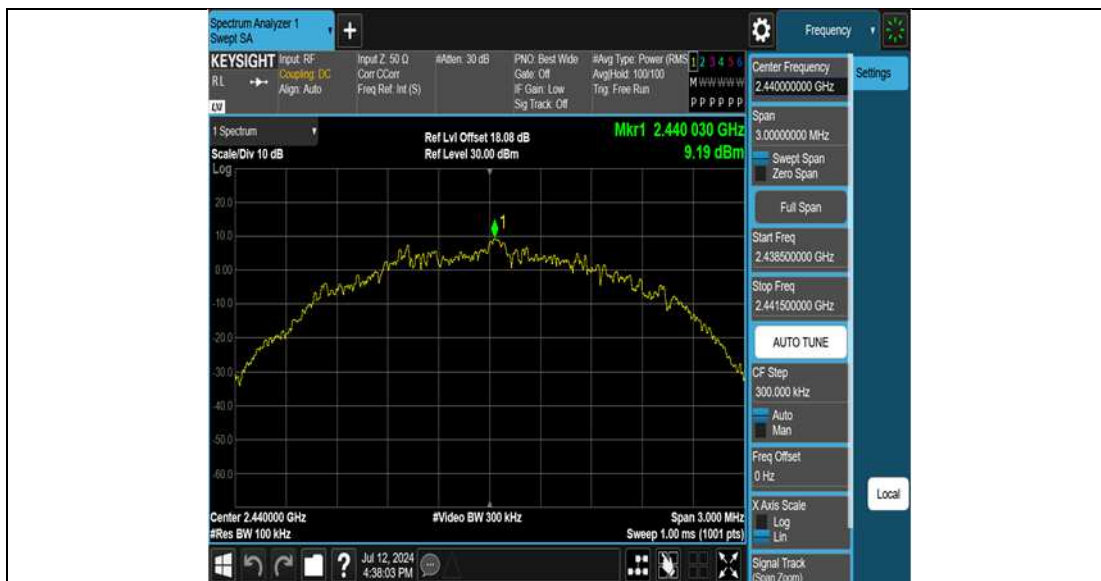 Spectrum Analyzer 1
Swept SA
Frequency
KEYSIGHT
Input: RF
Input Z: 50 Ω
#Atten: 30 dB
PNO: Best Wide
#Avg Type: Power (RMS
1 2 3 4 5 6
RL
Coupling: DC
Corr CCorr
Gate: Off
Avg|Hold: 100/100
M W W W W W
Align: Auto
Freq Ref: Int (S)
IF Gain: Low
Trig: Free Run
LXI
Sig Track: Off
P P P P P P
1 Spectrum
Scale/Div 10 dB
Ref Lvl Offset 18.08 dB
Ref Level 30.00 dBm
Mkr1 2.440 030 GHz
9.19 dBm
Log
20.0
10.0
0.00
-10.0
-20.0
-30.0
-40.0
-50.0
-60.0
1
Center 2.440000 GHz
#Video BW 300 kHz
Span 3.000 MHz
#Res BW 100 kHz
Sweep 1.00 ms (1001 pts)
Jul 12, 2024
4:38:03 PM
Center Frequency
2.440000000 GHz
Settings
Span
3.00000000 MHz
Swept Span
Zero Span
Full Span
Start Freq
2.438500000 GHz
Stop Freq
2.441500000 GHz
AUTO TUNE
CF Step
300.000 kHz
Auto
Man
Freq Offset
0 Hz
X Axis Scale
Log
Lin
Local
Signal Track
(Span Zoom)